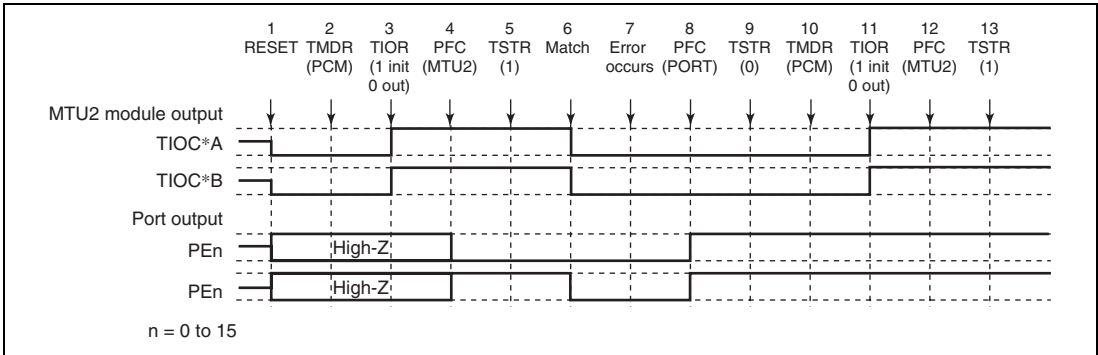 1 2 3 4 5 6 7 8 9 10 11 12 13
RESET TMDR TIOR PFC TSTR Match Error PFC TSTR TMDR TIOR PFC TSTR
(PCM) (1 init (MTU2) (1) occurs (PORT) (0) (PCM) (1 init (MTU2) (1)
0 out) 0 out)
MTU2 module output
TIOC*A
TIOC*B
Port output
PEn High-Z
PEn High-Z
n = 0 to 15